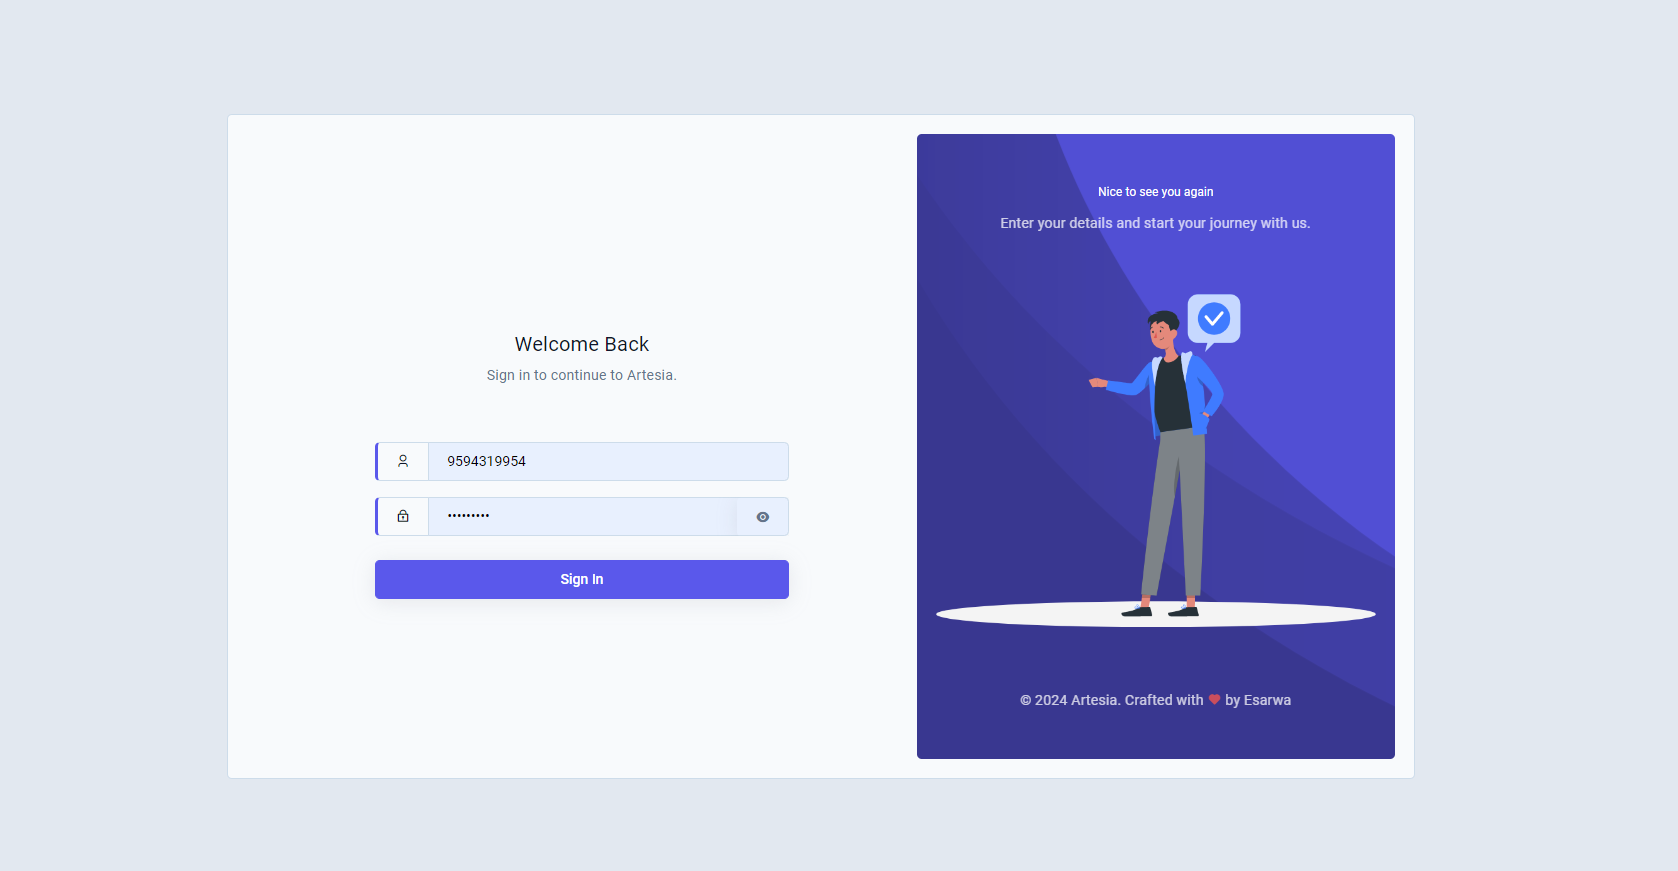 Welcome Back
Sign in to continue to Artesia.
9594319954
•••••••••
Sign In
Nice to see you again
Enter your details and start your journey with us.
© 2024 Artesia. Crafted with ❤ by Esarwa